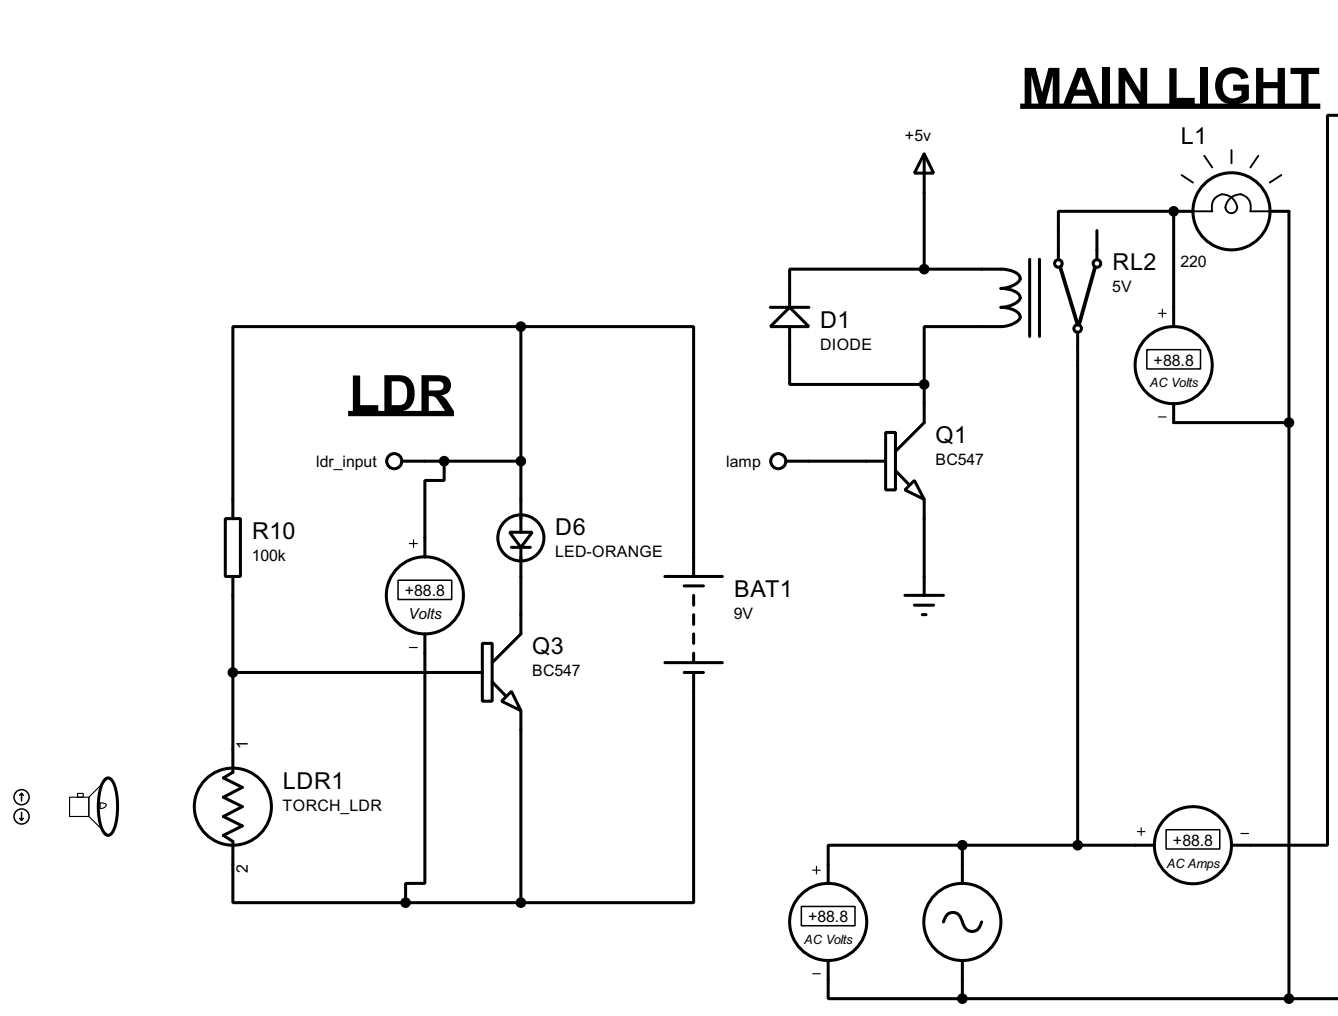 MAIN LIGHT
L1
+5v
RL2
5V
220
D1
DIODE
+
+88.8
AC Volts
−
LDR
Q1
BC547
lamp
ldr_input
R10
100k
D6
LED-ORANGE
+
+88.8
Volts
−
BAT1
9V
Q3
BC547
1
LDR1
TORCH_LDR
2
+
+88.8
AC Amps
−
+
+88.8
AC Volts
−